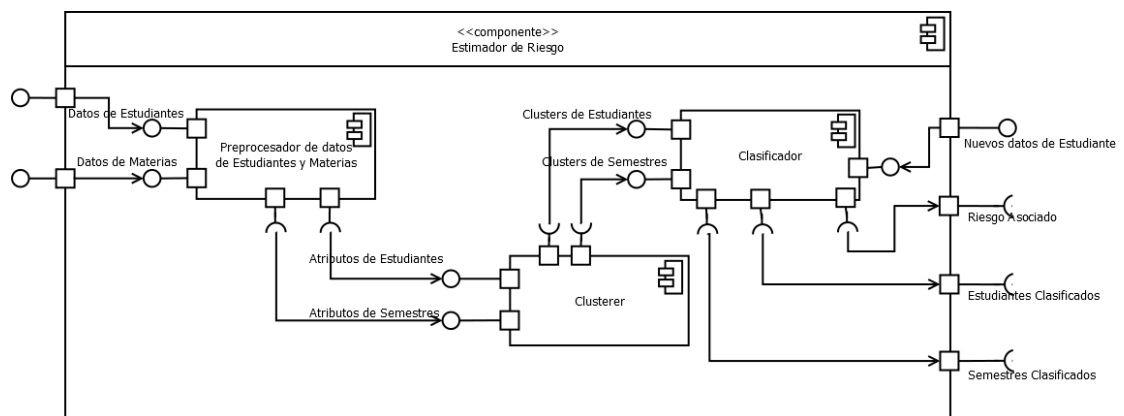 <<componente>>
Estimador de Riesgo
Datos de Estudiantes
Datos de Materias
Preprocesador de datos
de Estudiantes y Materias
Clusters de Estudiantes
Clusters de Semestres
Clasificador
Nuevos datos de Estudiante
Riesgo Asociado
Atributos de Estudiantes
Atributos de Semestres
Clusterer
Estudiantes Clasificados
Semestres Clasificados